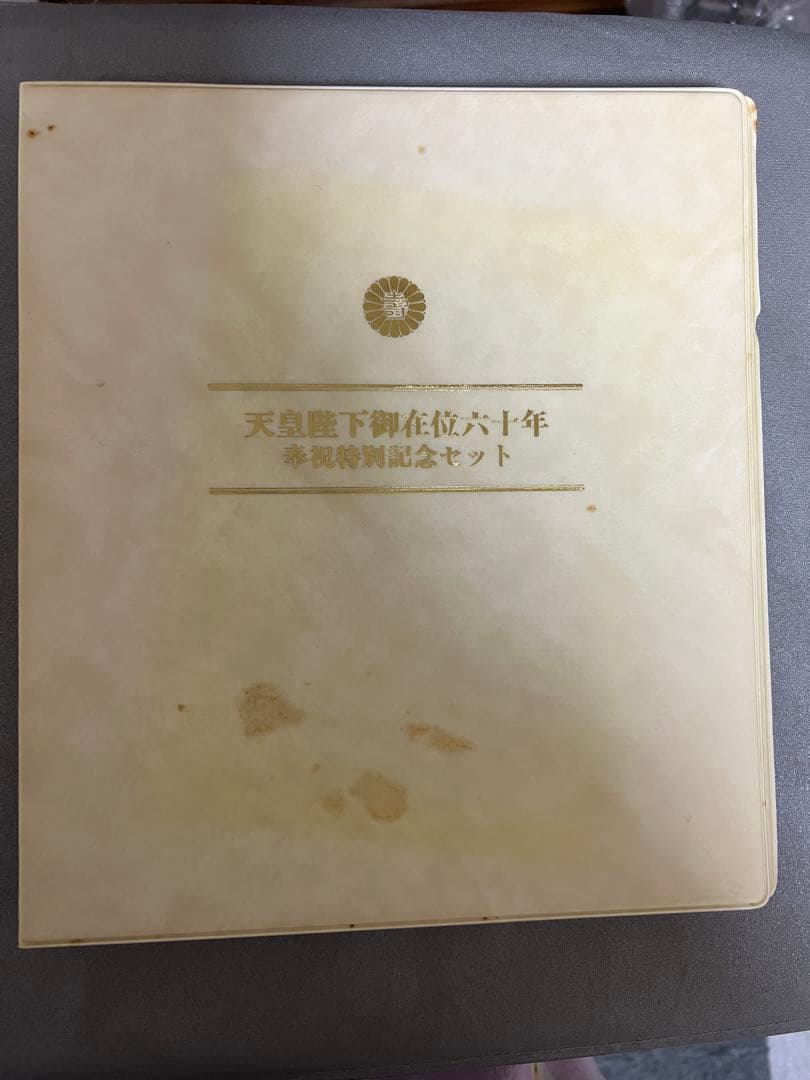 壽
天皇陛下御在位六十年
奉祝特別記念セット